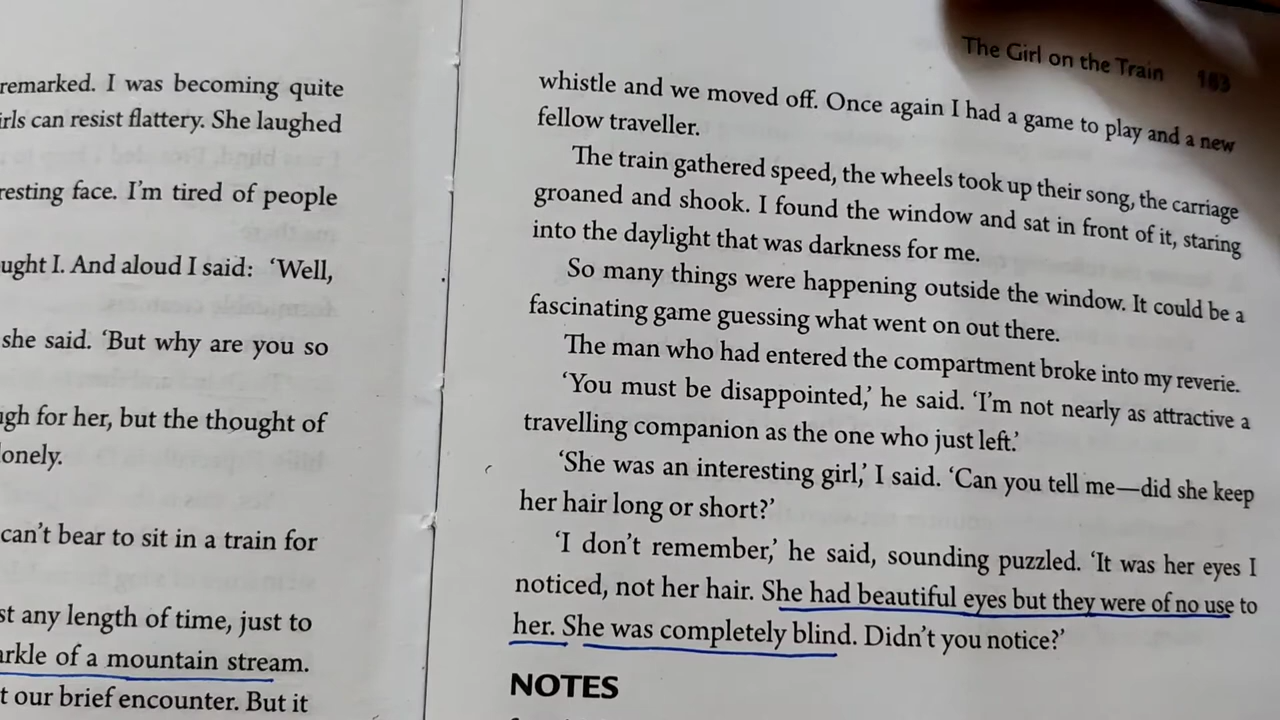 remarked. I was becoming quite
can resist flattery. She laughed
face. I'm tired of people
I. And aloud I said: 'Well,
she said. 'But why are you so
for her, but the thought of
can't bear to sit in a train for
any length of time, just to
of a mountain stream.
our brief encounter. But it
The Girl on the Train 183
whistle and we moved off. Once again I had a game to play and a new
fellow traveller.
The train gathered speed, the wheels took up their song, the carriage
groaned and shook. I found the window and sat in front of it, staring
into the daylight that was darkness for me.
So many things were happening outside the window. It could be a
fascinating game guessing what went on out there.
The man who had entered the compartment broke into my reverie.
'You must be disappointed,' he said. 'I'm not nearly as attractive a
travelling companion as the one who just left.'
'She was an interesting girl,' I said. 'Can you tell me—did she keep
her hair long or short?'
'I don't remember,' he said, sounding puzzled. 'It was her eyes I
noticed, not her hair. She had beautiful eyes but they were of no use to
her. She was completely blind. Didn't you notice?'
NOTES